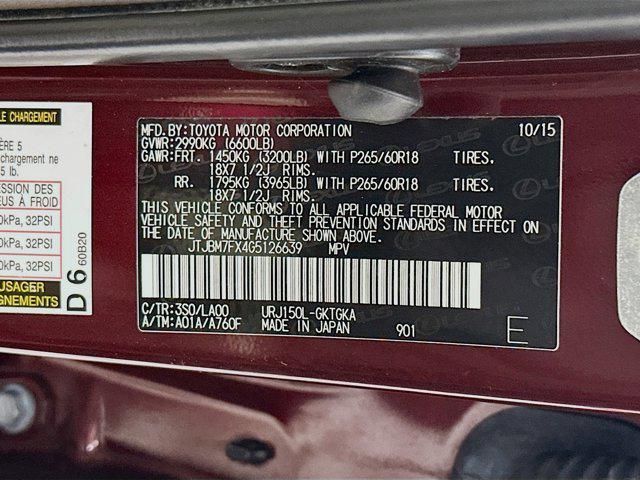 LE CHARGEMENT
IÈRE 5
chargement ne
5 lb.
ESSION DES
EUS À FROID
0kPa, 32PSI
0kPa, 32PSI
USAGER
GNEMENTS
D6
60B20
MFD.BY:TOYOTA MOTOR CORPORATION 10/15
GVWR:2990KG (6600LB)
GAWR:FRT. 1450KG (3200LB) WITH P265/60R18 TIRES.
18X7 1/2J RIMS.
RR. 1795KG (3965LB) WITH P265/60R18 TIRES.
18X7 1/2J RIMS.
THIS VEHICLE CONFORMS TO ALL APPLICABLE FEDERAL MOTOR
VEHICLE SAFETY AND THEFT PREVENTION STANDARDS IN EFFECT ON
THE DATE OF MANUFACTURE SHOWN ABOVE.
JTJBM7FX4G5126639 MPV
C/TR:3S0/LA00 URJ150L-GKTGKA
A/TM:A01A/A760F MADE IN JAPAN 901 E